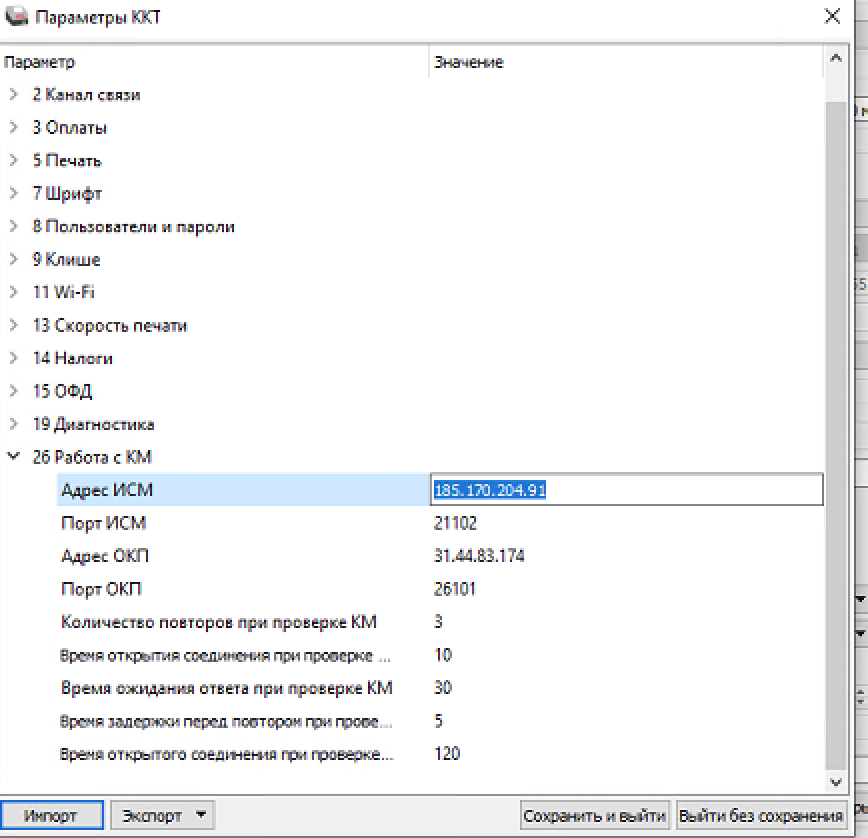 Параметры ККТ
Параметр Значение
2 Канал связи
3 Оплаты
5 Печать
7 Шрифт
8 Пользователи и пароли
9 Клише
11 Wi-Fi
13 Скорость печати
14 Налоги
15 ОФД
19 Диагностика
26 Работа с КМ
Адрес ИСМ 185.170.204.91
Порт ИСМ 21102
Адрес ОКП 31.44.83.174
Порт ОКП 26101
Количество повторов при проверке КМ 3
Время открытия соединения при проверке ... 10
Время ожидания ответа при проверке КМ 30
Время задержки перед повтором при прове... 5
Время открытого соединения при проверке... 120
Импорт Экспорт Сохранить и выйти Выйти без сохранения